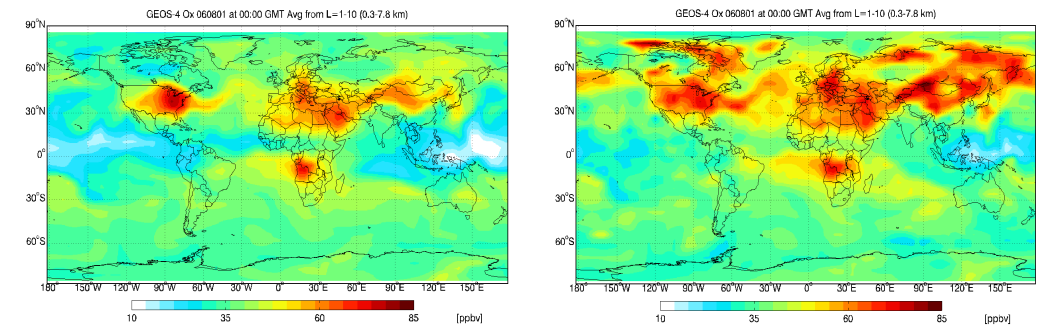 GEOS-4 Ox 060801 at 00:00 GMT Avg from L=1-10 (0.3-7.8 km)
90°N
60°N
30°N
0°
30°S
60°S
180°W 150°W 120°W 90°W 60°W 30°W 0° 30°E 60°E 90°E 120°E 150°E
10 35 60 85 [ppbv]
GEOS-4 Ox 060801 at 00:00 GMT Avg from L=1-10 (0.3-7.8 km)
90°N
60°N
30°N
0°
30°S
60°S
180°W 150°W 120°W 90°W 60°W 30°W 0° 30°E 60°E 90°E 120°E 150°E
10 35 60 85 [ppbv]